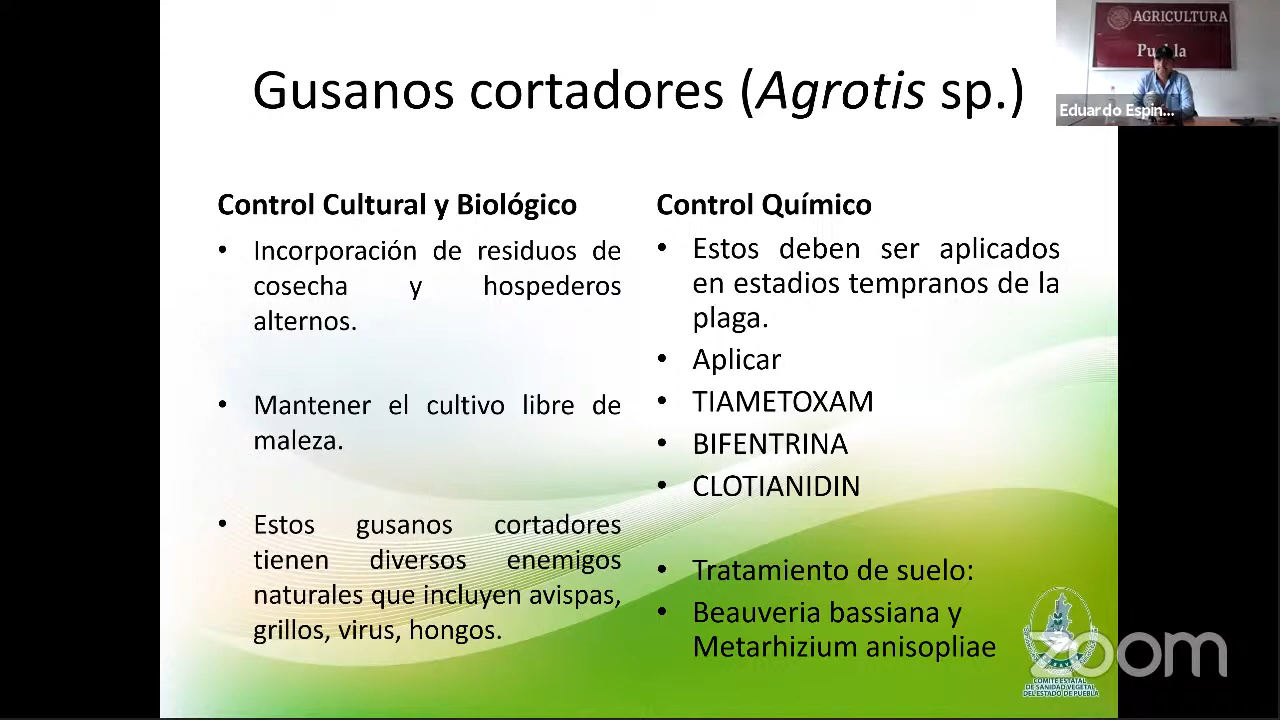 AGRICULTURA
Puebla
Eduardo Espin...
Gusanos cortadores (Agrotis sp.)
Control Cultural y Biológico
• Incorporación de residuos de
cosecha y hospederos
alternos.
• Mantener el cultivo libre de
maleza.
• Estos gusanos cortadores
tienen diversos enemigos
naturales que incluyen avispas,
grillos, virus, hongos.
Control Químico
• Estos deben ser aplicados
en estadios tempranos de la
plaga.
• Aplicar
• TIAMETOXAM
• BIFENTRINA
• CLOTIANIDIN
• Tratamiento de suelo:
• Beauveria bassiana y
Metarhizium anisopliae
COMITE ESTATAL
DE SANIDAD VEGETAL
DEL ESTADO DE PUEBLA
zoom